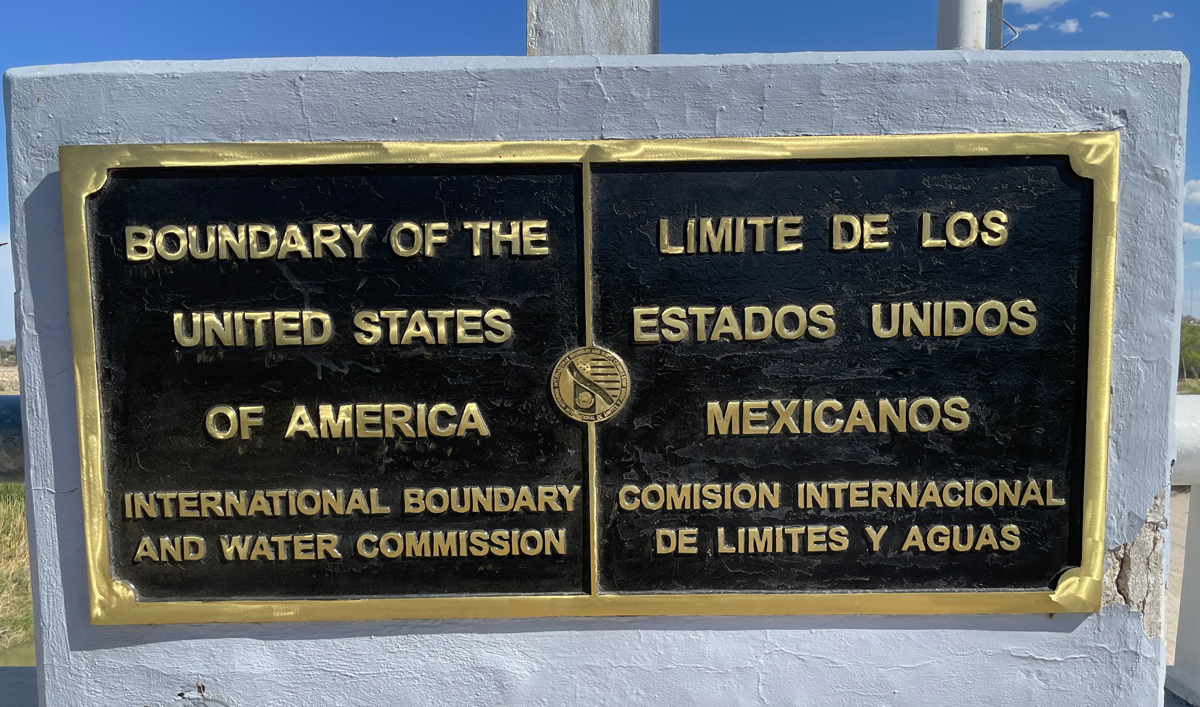 BOUNDARY OF THE
UNITED STATES
OF AMERICA
INTERNATIONAL BOUNDARY
AND WATER COMMISSION
LIMITE DE LOS
ESTADOS UNIDOS
MEXICANOS
COMISION INTERNACIONAL
DE LIMITES Y AGUAS